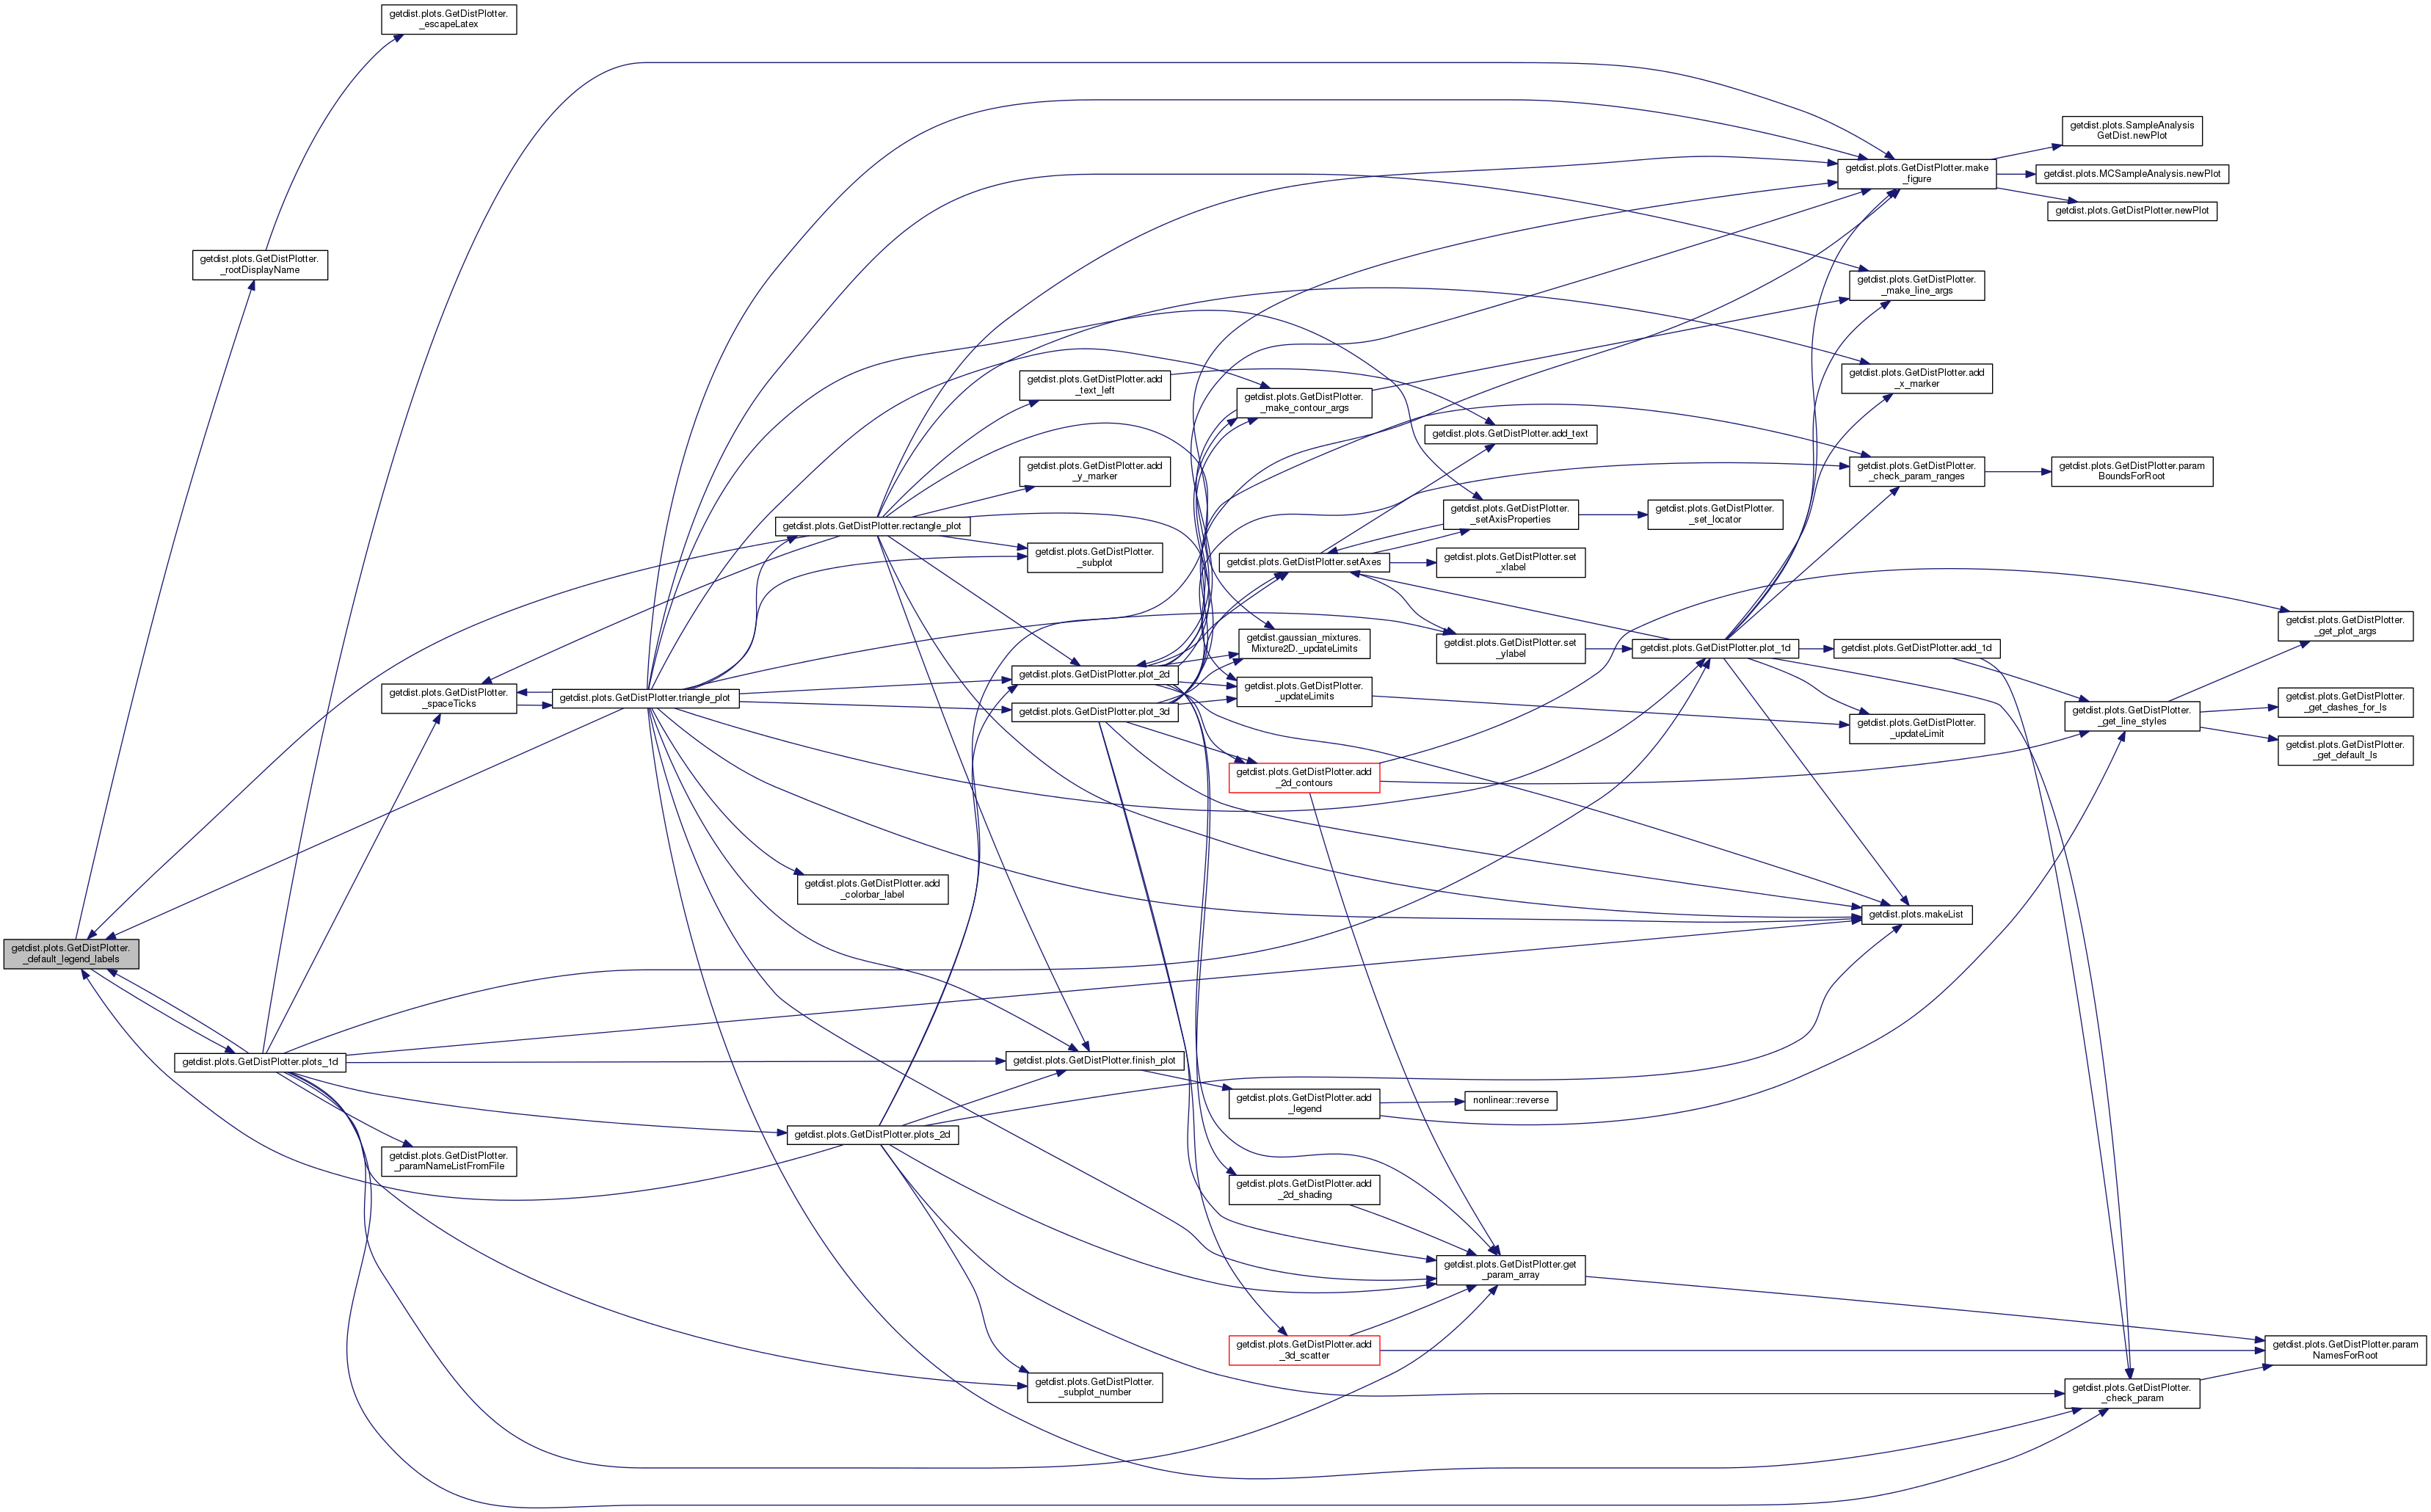 getdist.plots.GetDistPlotter.
_escapeLatex
getdist.plots.GetDistPlotter.
_rootDisplayName
getdist.plots.GetDistPlotter.
_default_legend_labels
getdist.plots.GetDistPlotter.plots_1d
getdist.plots.GetDistPlotter.
_spaceTicks
getdist.plots.GetDistPlotter.
_paramNameListFromFile
getdist.plots.GetDistPlotter.triangle_plot
getdist.plots.GetDistPlotter.rectangle_plot
getdist.plots.GetDistPlotter.add
_colorbar_label
getdist.plots.GetDistPlotter.plots_2d
getdist.plots.GetDistPlotter.add
_text_left
getdist.plots.GetDistPlotter.add
_y_marker
getdist.plots.GetDistPlotter.
_subplot
getdist.plots.GetDistPlotter.plot_2d
getdist.plots.GetDistPlotter.plot_3d
getdist.plots.GetDistPlotter.finish_plot
getdist.plots.GetDistPlotter.
_subplot_number
getdist.plots.GetDistPlotter.
_make_contour_args
getdist.plots.GetDistPlotter.setAxes
getdist.gaussian_mixtures.
Mixture2D._updateLimits
getdist.plots.GetDistPlotter.
_updateLimits
getdist.plots.GetDistPlotter.add
_2d_contours
getdist.plots.GetDistPlotter.add
_legend
getdist.plots.GetDistPlotter.add
_2d_shading
getdist.plots.GetDistPlotter.add
_3d_scatter
getdist.plots.GetDistPlotter.add_text
getdist.plots.GetDistPlotter.
_setAxisProperties
getdist.plots.GetDistPlotter.set
_xlabel
getdist.plots.GetDistPlotter.set
_ylabel
nonlinear::reverse
getdist.plots.GetDistPlotter.get
_param_array
getdist.plots.GetDistPlotter.
_set_locator
getdist.plots.GetDistPlotter.plot_1d
getdist.plots.GetDistPlotter.make
_figure
getdist.plots.GetDistPlotter.
_make_line_args
getdist.plots.GetDistPlotter.add
_x_marker
getdist.plots.GetDistPlotter.
_check_param_ranges
getdist.plots.GetDistPlotter.add_1d
getdist.plots.GetDistPlotter.
_updateLimit
getdist.plots.makeList
getdist.plots.SampleAnalysis
GetDist.newPlot
getdist.plots.MCSampleAnalysis.newPlot
getdist.plots.GetDistPlotter.newPlot
getdist.plots.GetDistPlotter.param
BoundsForRoot
getdist.plots.GetDistPlotter.
_get_line_styles
getdist.plots.GetDistPlotter.
_check_param
getdist.plots.GetDistPlotter.
_get_plot_args
getdist.plots.GetDistPlotter.
_get_dashes_for_ls
getdist.plots.GetDistPlotter.
_get_default_ls
getdist.plots.GetDistPlotter.param
NamesForRoot